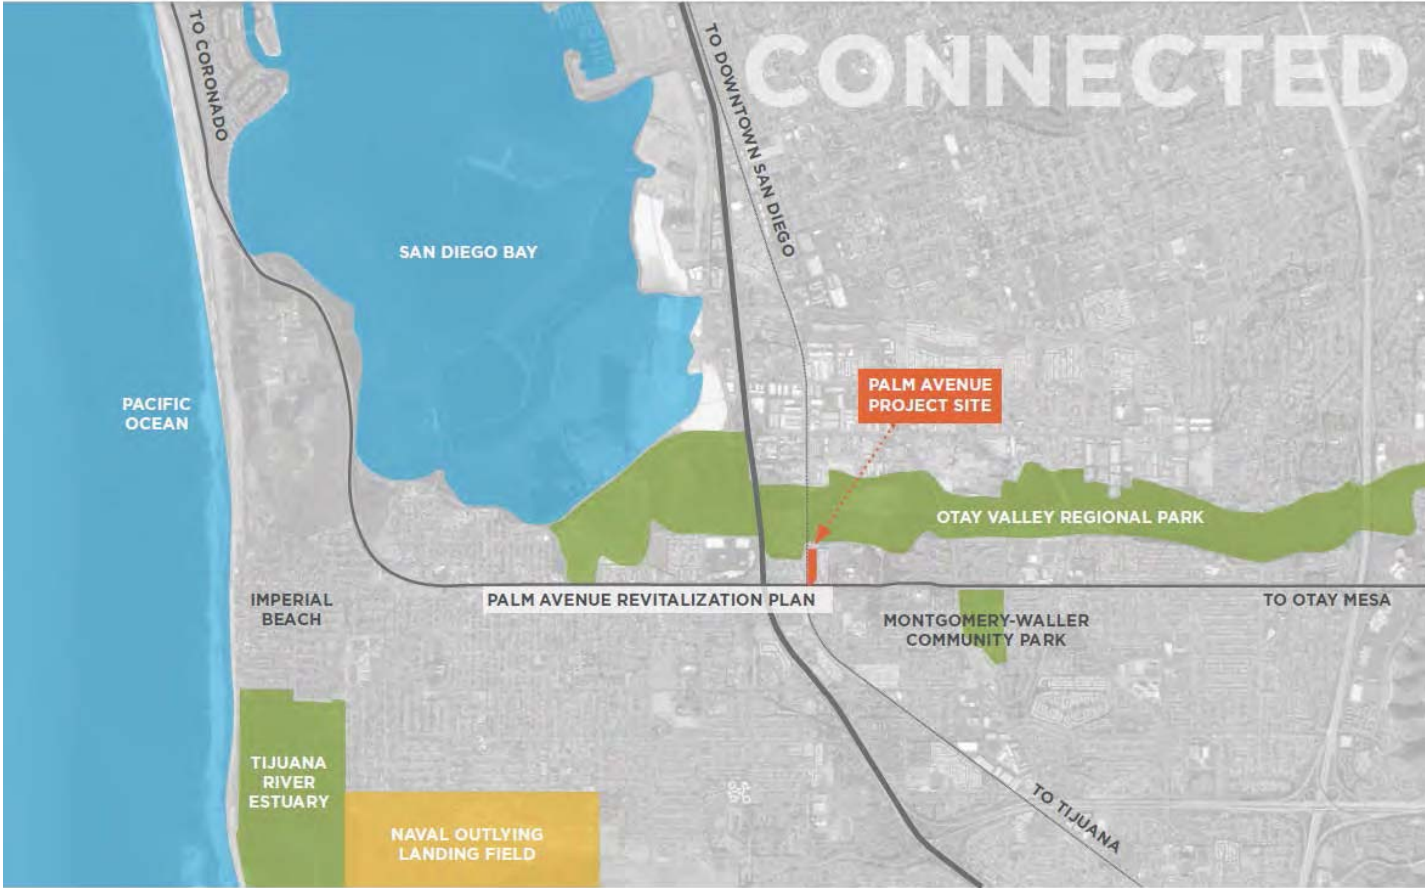 CONNECTED
TO CORONADO
TO DOWNTOWN SAN DIEGO
SAN DIEGO BAY
PACIFIC
OCEAN
PALM AVENUE
PROJECT SITE
OTAY VALLEY REGIONAL PARK
IMPERIAL
BEACH
PALM AVENUE REVITALIZATION PLAN
TO OTAY MESA
MONTGOMERY-WALLER
COMMUNITY PARK
TIJUANA
RIVER
ESTUARY
NAVAL OUTLYING
LANDING FIELD
TO TIJUANA